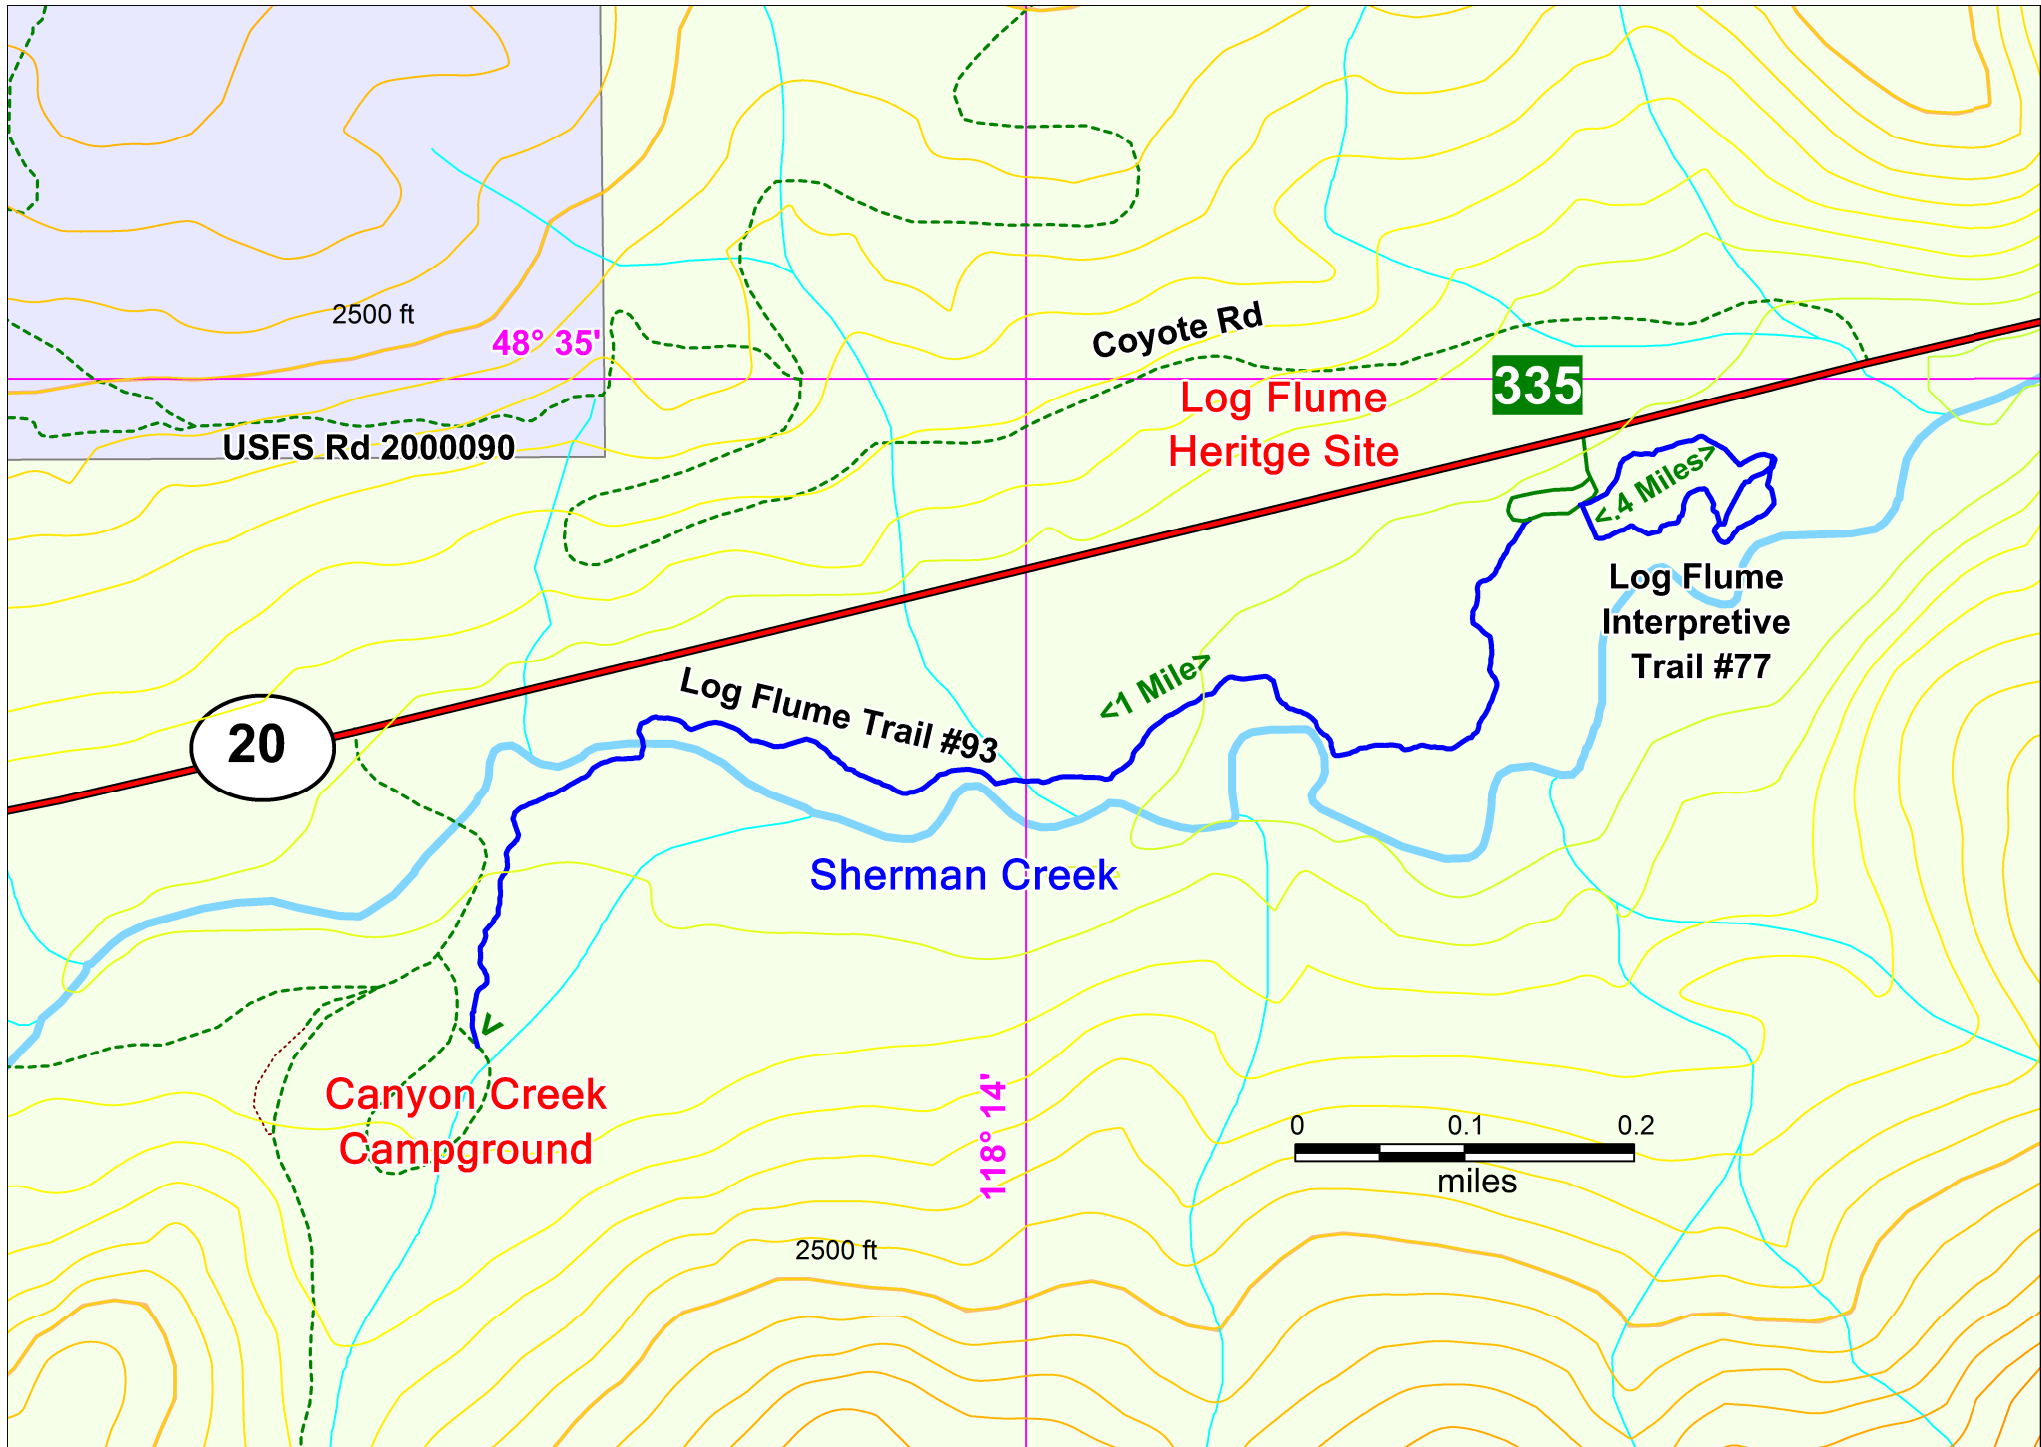 2500 ft
48° 35'
Coyote Rd
335
Log Flume
Heritge Site
USFS Rd 2000090
<.4 Miles>
Log Flume
Interpretive
Trail #77
<1 Mile>
Log Flume Trail #93
20
Sherman Creek
<
Canyon Creek
Campground
118° 14'
0 0.1 0.2
miles
2500 ft